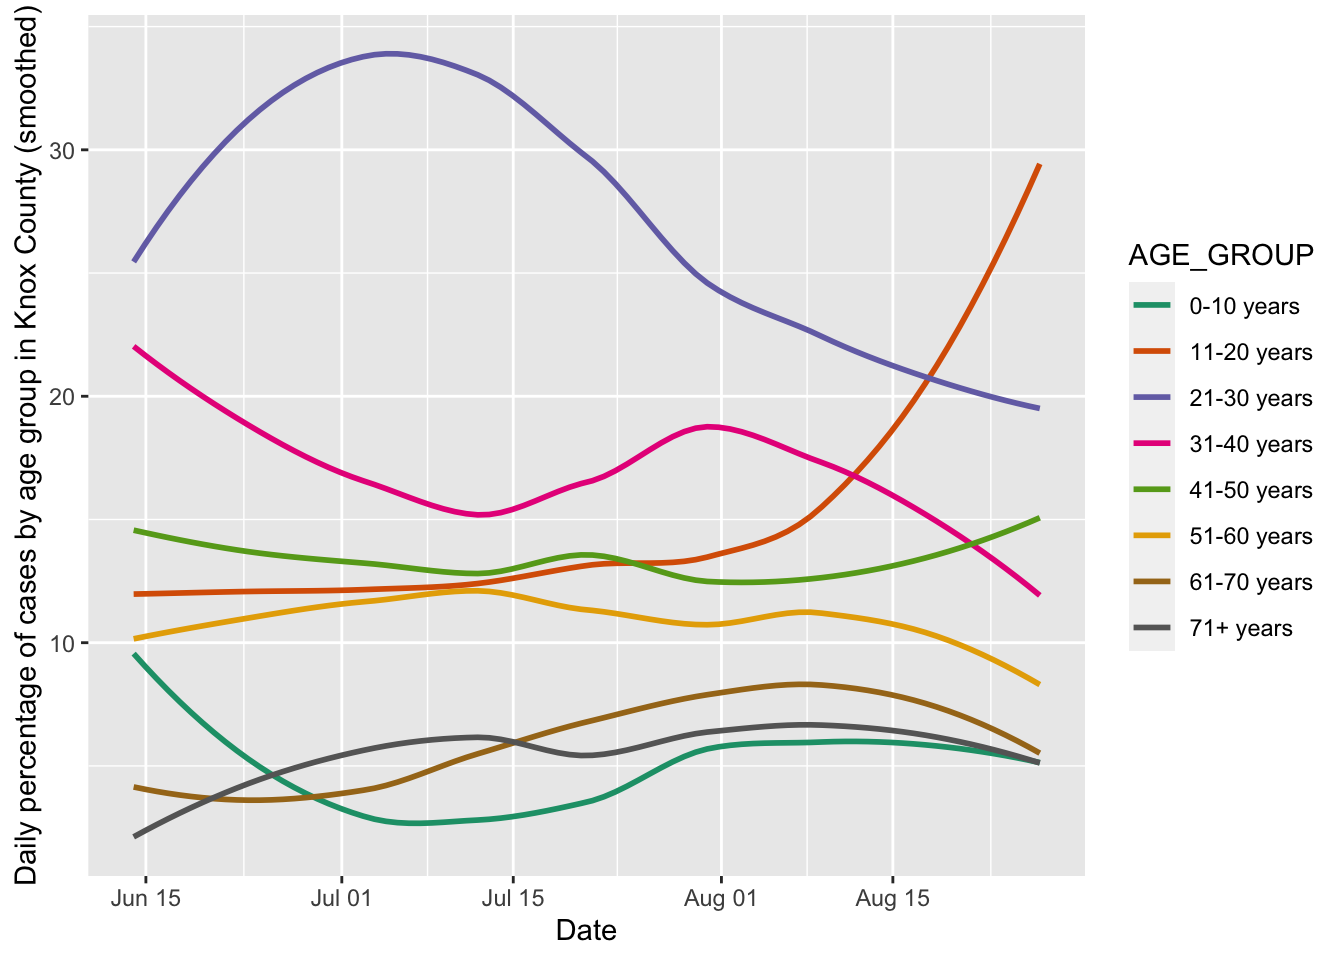 Daily percentage of cases by age group in Knox County (smoothed)
30
20
10
Jun 15
Jul 01
Jul 15
Aug 01
Aug 15
Date
AGE_GROUP
0-10 years
11-20 years
21-30 years
31-40 years
41-50 years
51-60 years
61-70 years
71+ years